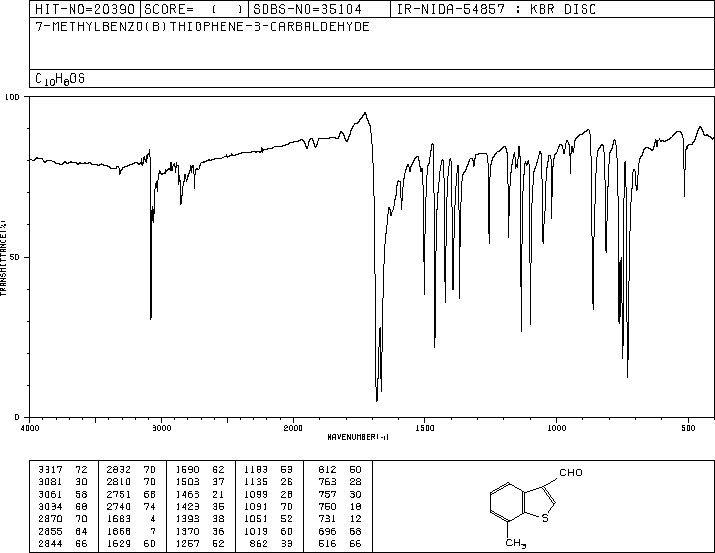 HIT-NO=20390 SCORE= ( ) SDBS-NO=35104 IR-NIDA-54857 : KBR DISC
7-METHYLBENZO(B)THIOPHENE-3-CARBALDEHYDE
C10H8OS
100
50
0
TRANSMITTANCE(%)
4000 3000 2000 1500 1000 500
WAVENUMBER(-1)
3317 72 2832 70 1590 62 1183 53 812 50
3081 30 2810 70 1503 37 1135 26 763 28
3061 58 2751 68 1463 21 1099 28 757 30
3034 68 2740 74 1423 35 1091 70 750 18
2870 70 1683 4 1393 38 1051 52 731 12
2855 64 1668 7 1370 36 1019 60 696 68
2844 66 1629 60 1257 52 862 33 516 66
CHO
S
CH3